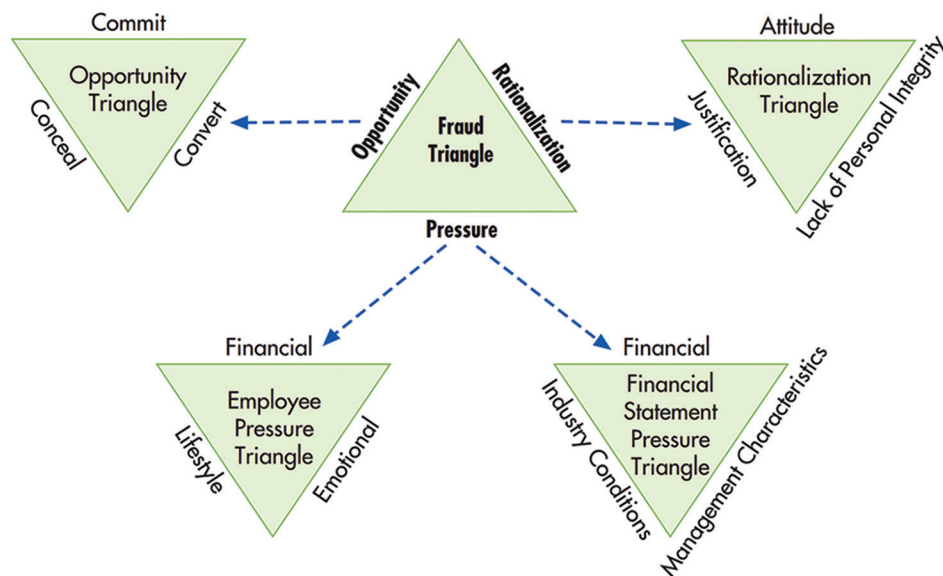 Commit
Opportunity
Triangle
Conceal
Convert
Opportunity
Rationalization
Fraud
Triangle
Pressure
Attitude
Rationalization
Triangle
Justification
Lack of Personal Integrity
Financial
Employee
Pressure
Triangle
Lifestyle
Emotional
Financial
Financial
Statement
Pressure
Triangle
Industry Conditions
Management Characteristics